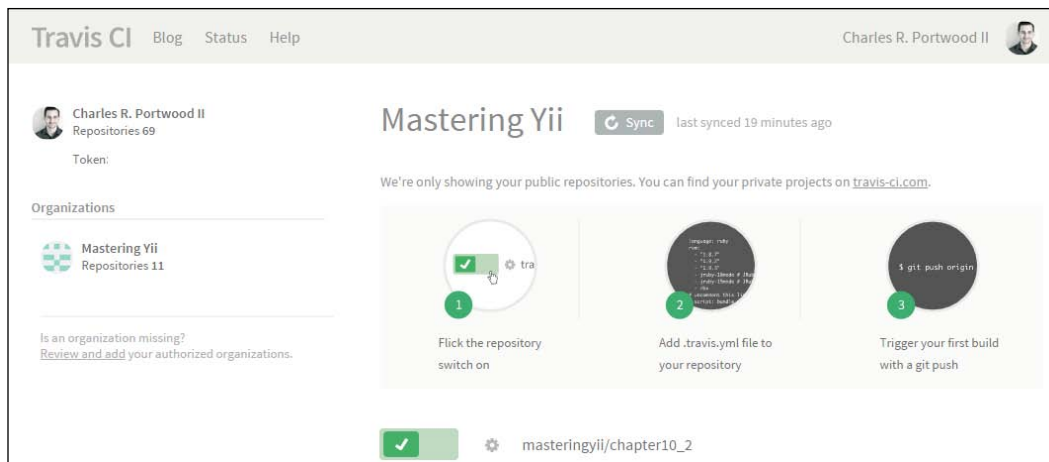 Travis CI Blog Status Help Charles R. Portwood II
Charles R. Portwood II
Repositories 69
Token:
Organizations
Mastering Yii
Repositories 11
Is an organization missing?
Review and add your authorized organizations.
Mastering Yii Sync last synced 19 minutes ago
We're only showing your public repositories. You can find your private projects on travis-ci.com.
tra
1
Flick the repository
switch on
language: ruby
rvm:
2
Add .travis.yml file to
your repository
$ git push origin
3
Trigger your first build
with a git push
masteringyii/chapter10_2